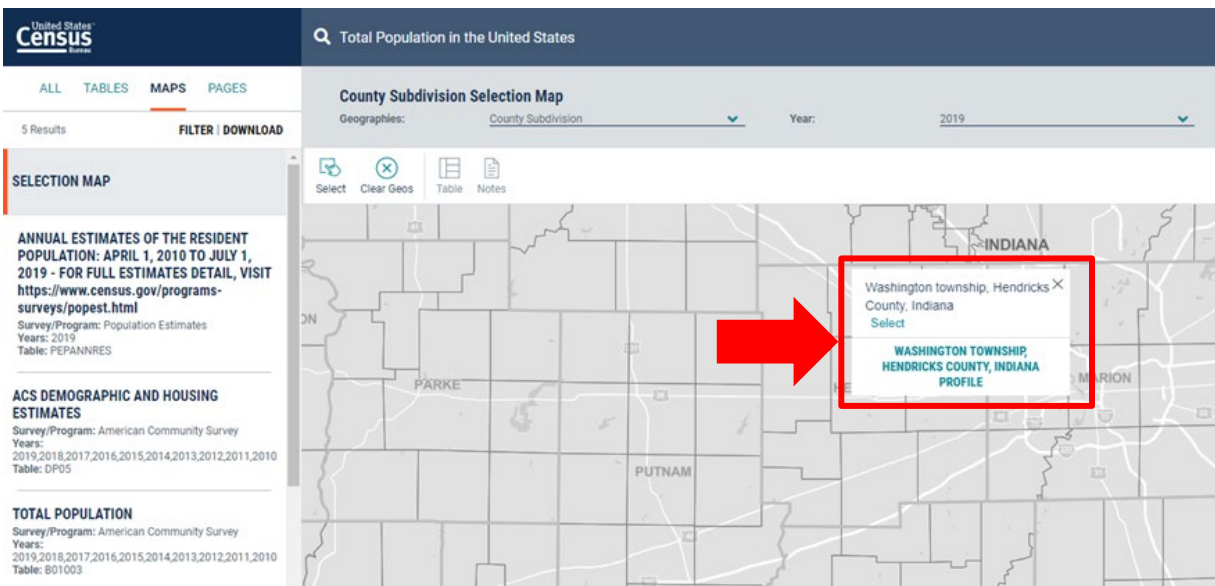 United States
Census
Bureau
Total Population in the United States
ALL TABLES MAPS PAGES
5 Results FILTER | DOWNLOAD
County Subdivision Selection Map
Geographies: County Subdivision Year: 2019
SELECTION MAP
Select Clear Geos Table Notes
ANNUAL ESTIMATES OF THE RESIDENT
POPULATION: APRIL 1, 2010 TO JULY 1,
2019 - FOR FULL ESTIMATES DETAIL, VISIT
https://www.census.gov/programs-
surveys/popest.html
Survey/Program: Population Estimates
Years: 2019
Table: PEPANNRES
ACS DEMOGRAPHIC AND HOUSING
ESTIMATES
Survey/Program: American Community Survey
Years:
2019,2018,2017,2016,2015,2014,2013,2012,2011,2010
Table: DP05
TOTAL POPULATION
Survey/Program: American Community Survey
Years:
2019,2018,2017,2016,2015,2014,2013,2012,2011,2010
Table: B01003
INDIANA
Washington township, Hendricks
County, Indiana
Select
WASHINGTON TOWNSHIP,
HENDRICKS COUNTY, INDIANA
PROFILE
ON
PARKE
HE
MARION
PUTNAM